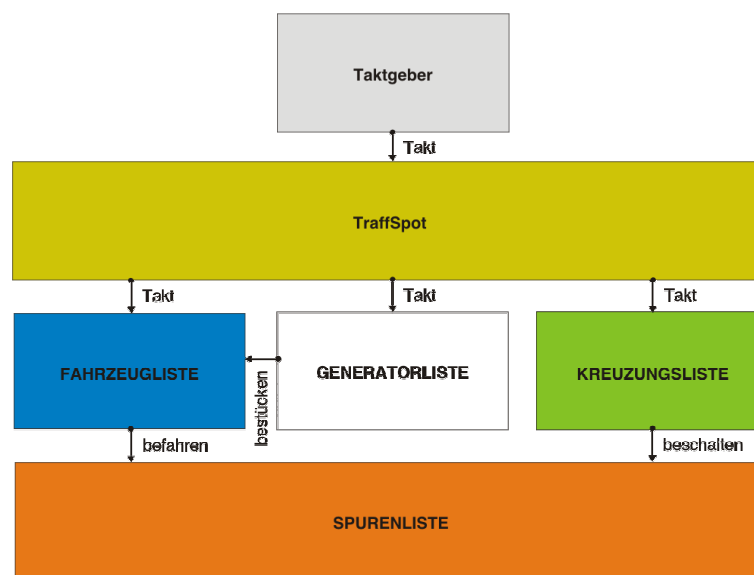 Taktgeber
Takt
TraffSpot
Takt
Takt
Takt
FAHRZEUGLISTE
bestücken
GENERATORLISTE
KREUZUNGSLISTE
befahren
beschalten
SPURENLISTE